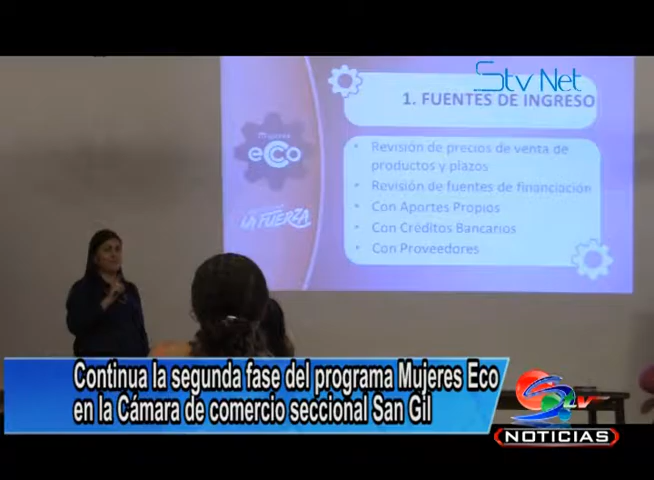 Stv Net
1. FUENTES DE INGRESO
eco
LA FUERZA
• Revisión de precios de venta de
productos y plazos
• Revisión de fuentes de financiación
• Con Aportes Propios
• Con Créditos Bancarios
• Con Proveedores
Continua la segunda fase del programa Mujeres Eco
en la Cámara de comercio seccional San Gil
STV
NOTICIAS